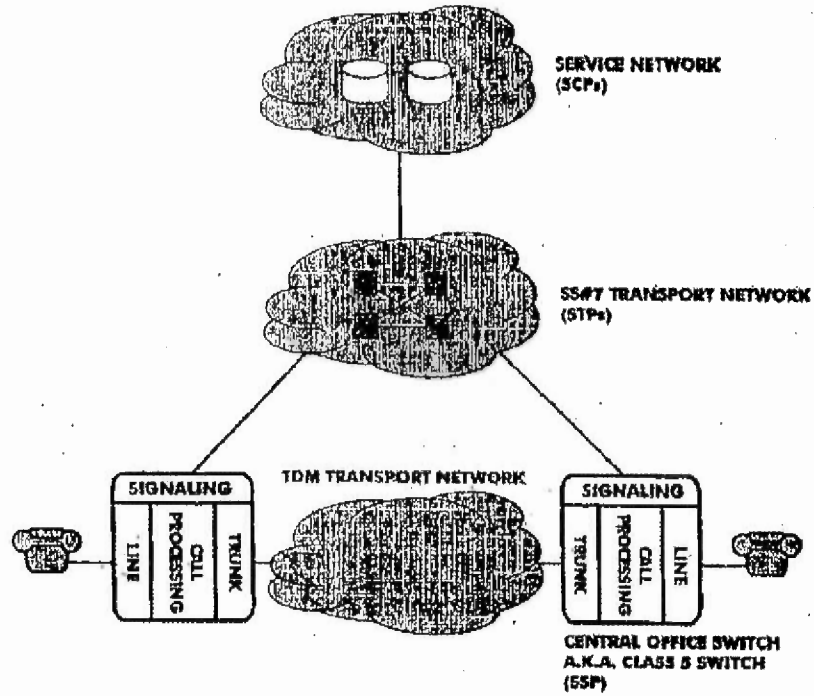 SERVICE NETWORK
(SCPs)
SS#7 TRANSPORT NETWORK
(STPs)
TDM TRANSPORT NETWORK
SIGNALING
LINE
CALL
PROCESSING
TRUNK
SIGNALING
TRUNK
CALL
PROCESSING
LINE
CENTRAL OFFICE SWITCH
A.K.A. CLASS 5 SWITCH
(SSP)